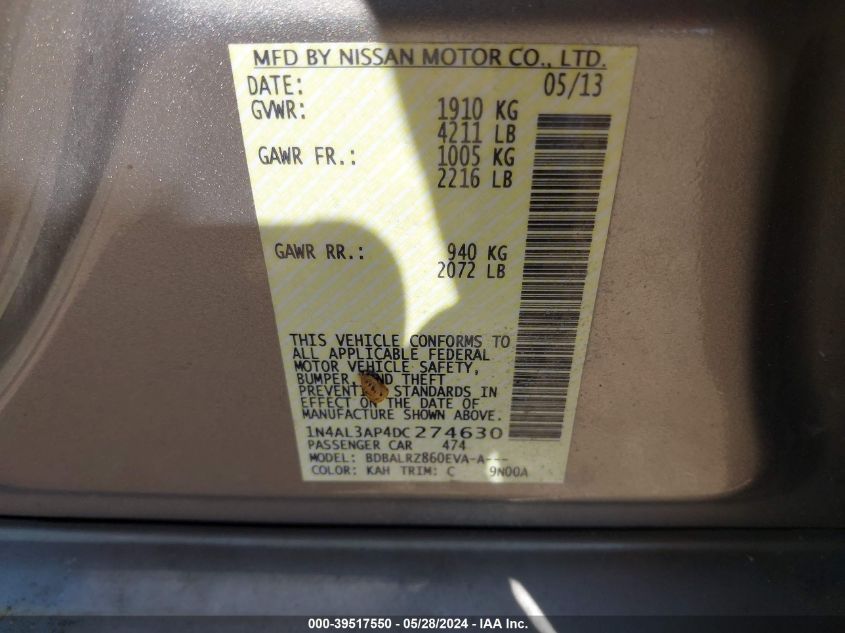 MFD BY NISSAN MOTOR CO., LTD.
DATE: 05/13
GVWR: 1910 KG
4211 LB
GAWR FR.: 1005 KG
2216 LB
GAWR RR.: 940 KG
2072 LB
THIS VEHICLE CONFORMS TO
ALL APPLICABLE FEDERAL
MOTOR VEHICLE SAFETY,
BUMPER, AND THEFT
PREVENTION STANDARDS IN
EFFECT ON THE DATE OF
MANUFACTURE SHOWN ABOVE.
1N4AL3AP4DC274630
PASSENGER CAR 474
MODEL: BDBALRZ860EVA-A---
COLOR: KAH TRIM: C 9N00A
000-39517550 - 05/28/2024 - IAA Inc.